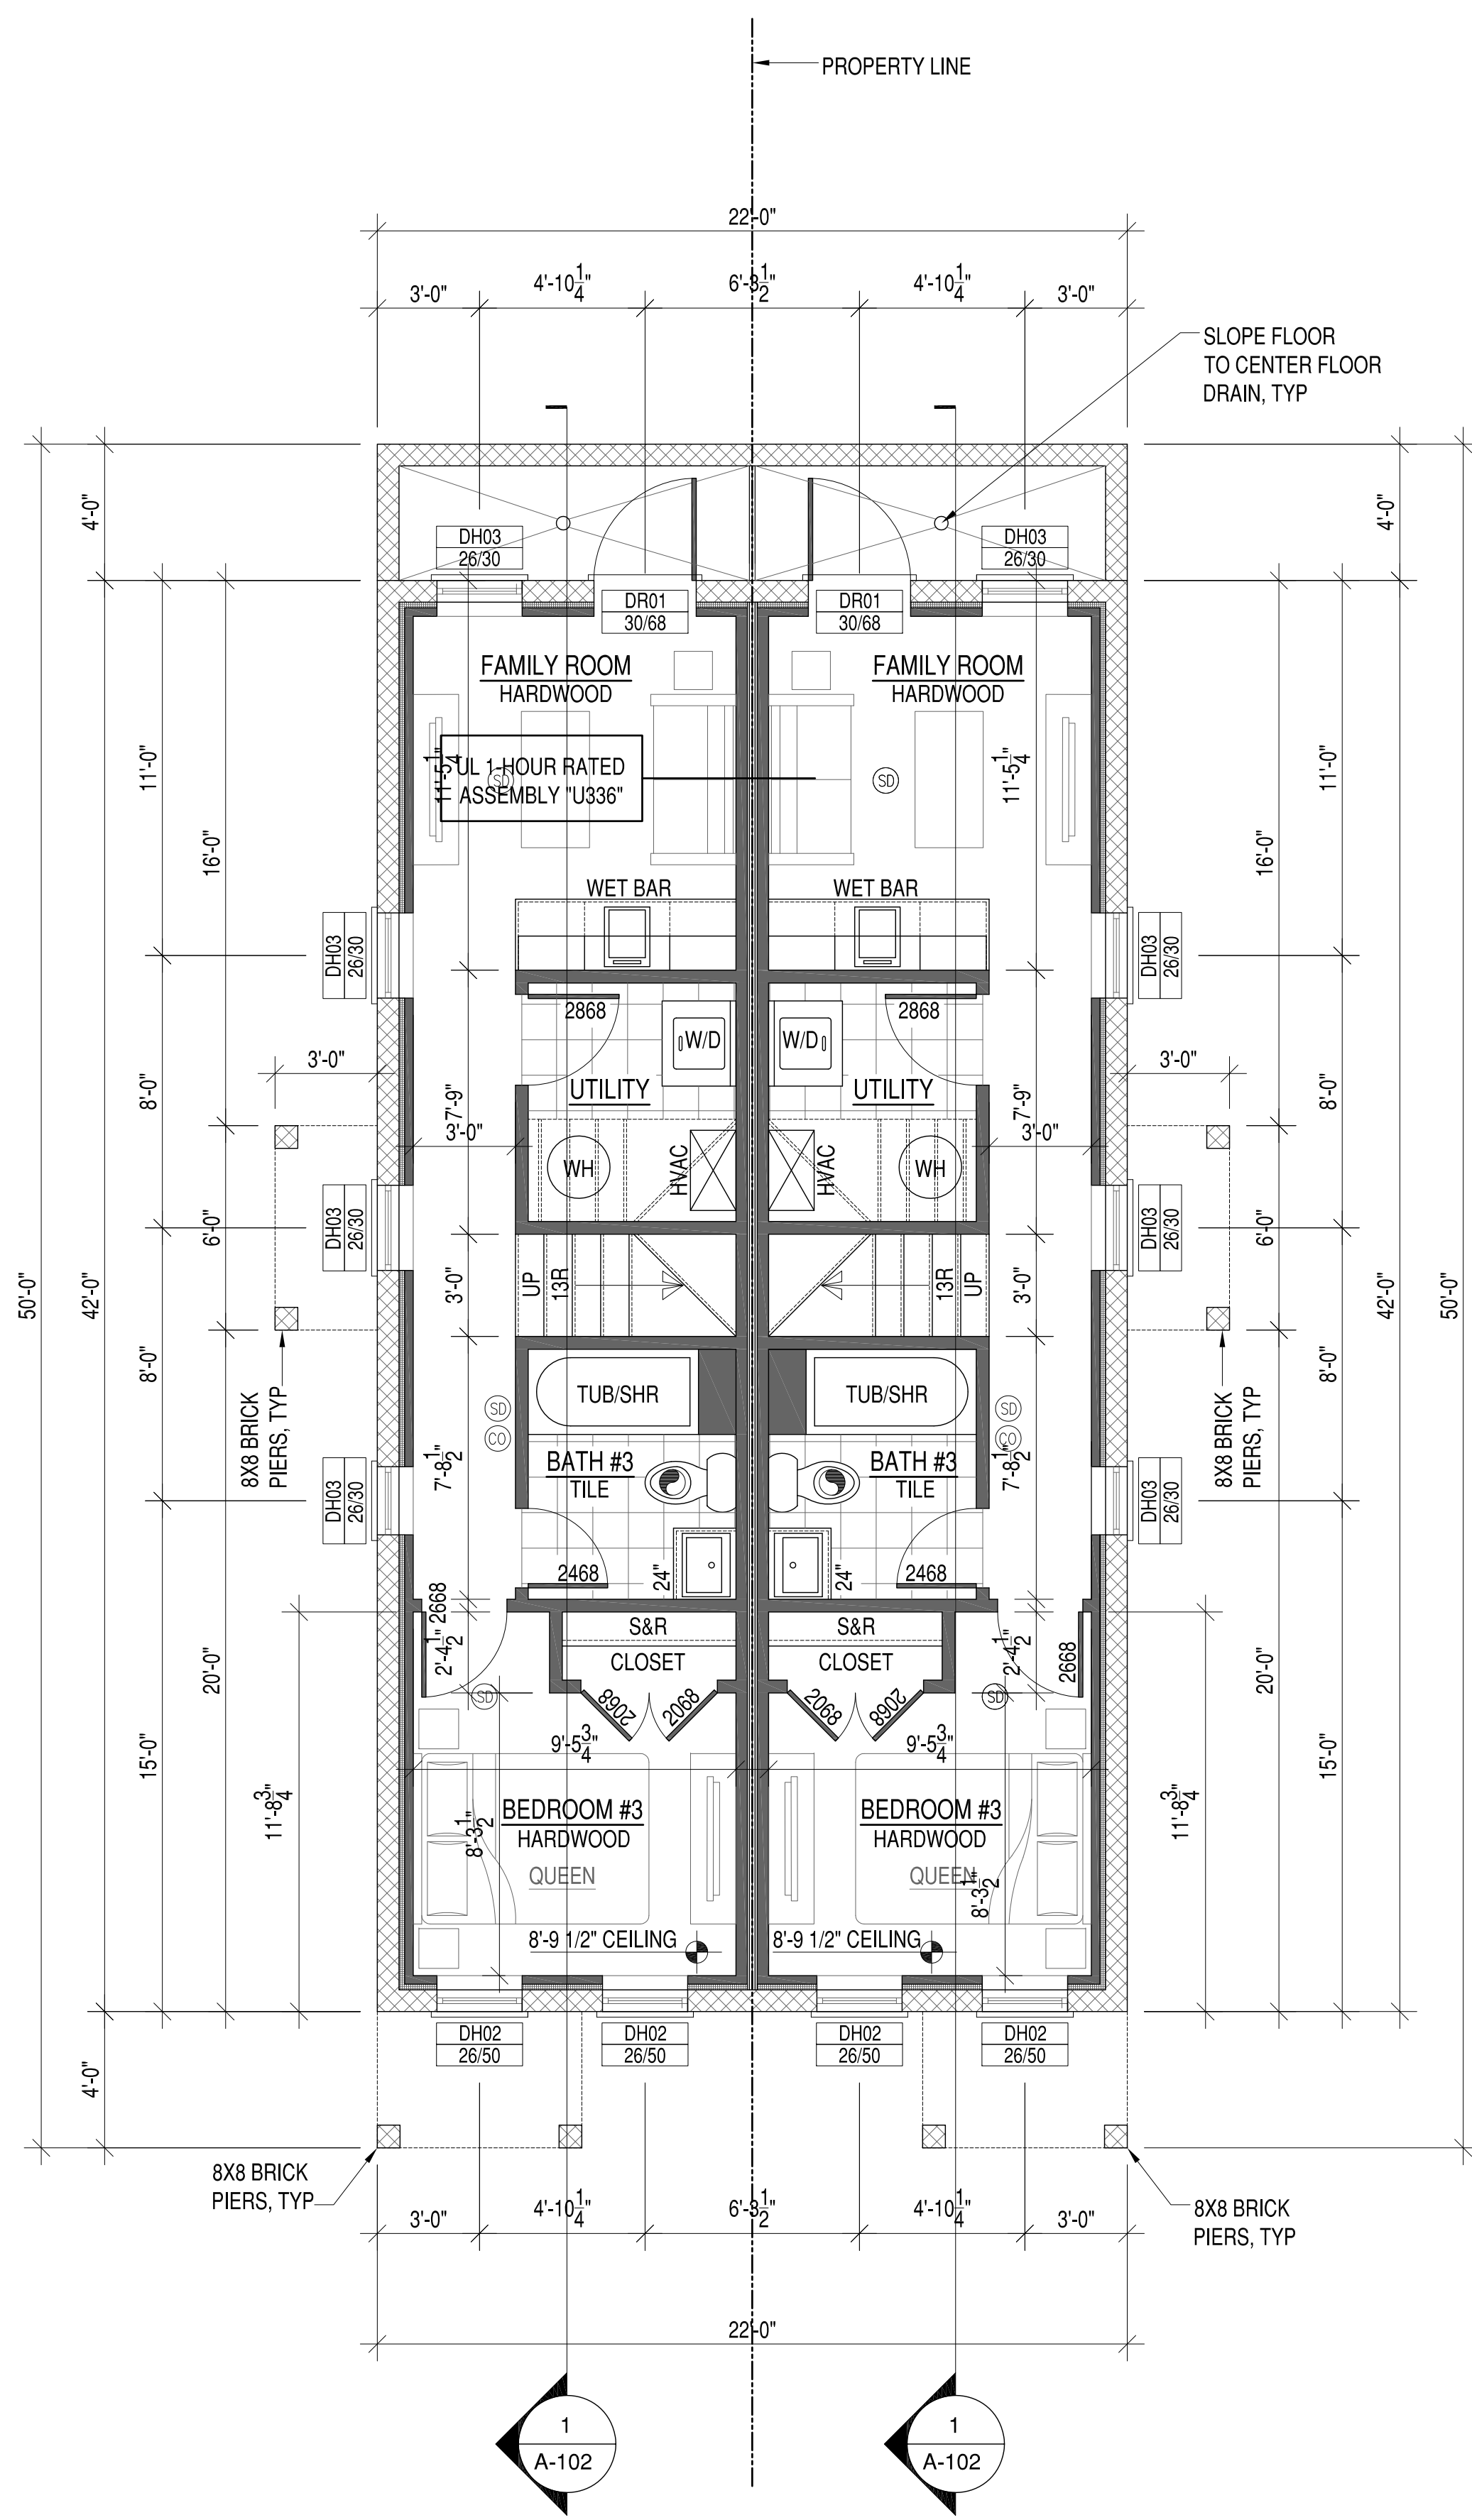 PROPERTY LINE
22'-0"
3'-0"
4'-10 1/4"
6'-3 1/2"
4'-10 1/4"
3'-0"
SLOPE FLOOR
TO CENTER FLOOR
DRAIN, TYP
4'-0"
4'-0"
DH03
26/30
DH03
26/30
DR01
30/68
DR01
30/68
FAMILY ROOM
HARDWOOD
FAMILY ROOM
HARDWOOD
11'-0"
11'-5 1/4"
UL 1-HOUR RATED
ASSEMBLY "U336"
SD
SD
11'-5 1/4"
11'-0"
16'-0"
16'-0"
WET BAR
WET BAR
DH03
26/30
DH03
26/30
2868
2868
W/D
W/D
3'-0"
3'-0"
8'-0"
7'-9"
UTILITY
UTILITY
7'-9"
8'-0"
3'-0"
3'-0"
WH
HVAC
HVAC
WH
6'-0"
DH03
26/30
DH03
26/30
6'-0"
50'-0"
42'-0"
3'-0"
UP
13R
13R
UP
3'-0"
42'-0"
50'-0"
8'-0"
8'-0"
8X8 BRICK
PIERS, TYP
8X8 BRICK
PIERS, TYP
TUB/SHR
TUB/SHR
SD
CO
SD
CO
7'-8 1/2"
BATH #3
TILE
BATH #3
TILE
7'-8 1/2"
DH03
26/30
DH03
26/30
2468
24"
24"
2468
2668
2'-4 1/2"
S&R
CLOSET
S&R
CLOSET
2'-4 1/2"
2668
20'-0"
20'-0"
SD
SD
2068
2068
2068
2068
15'-0"
9'-5 3/4"
9'-5 3/4"
15'-0"
11'-8 3/4"
11'-8 3/4"
8'-3 1/2"
BEDROOM #3
HARDWOOD
QUEEN
BEDROOM #3
HARDWOOD
QUEEN
8'-3 1/2"
8'-9 1/2" CEILING
8'-9 1/2" CEILING
DH02
26/50
DH02
26/50
DH02
26/50
DH02
26/50
4'-0"
8X8 BRICK
PIERS, TYP
8X8 BRICK
PIERS, TYP
3'-0"
4'-10 1/4"
6'-3 1/2"
4'-10 1/4"
3'-0"
22'-0"
1
A-102
1
A-102